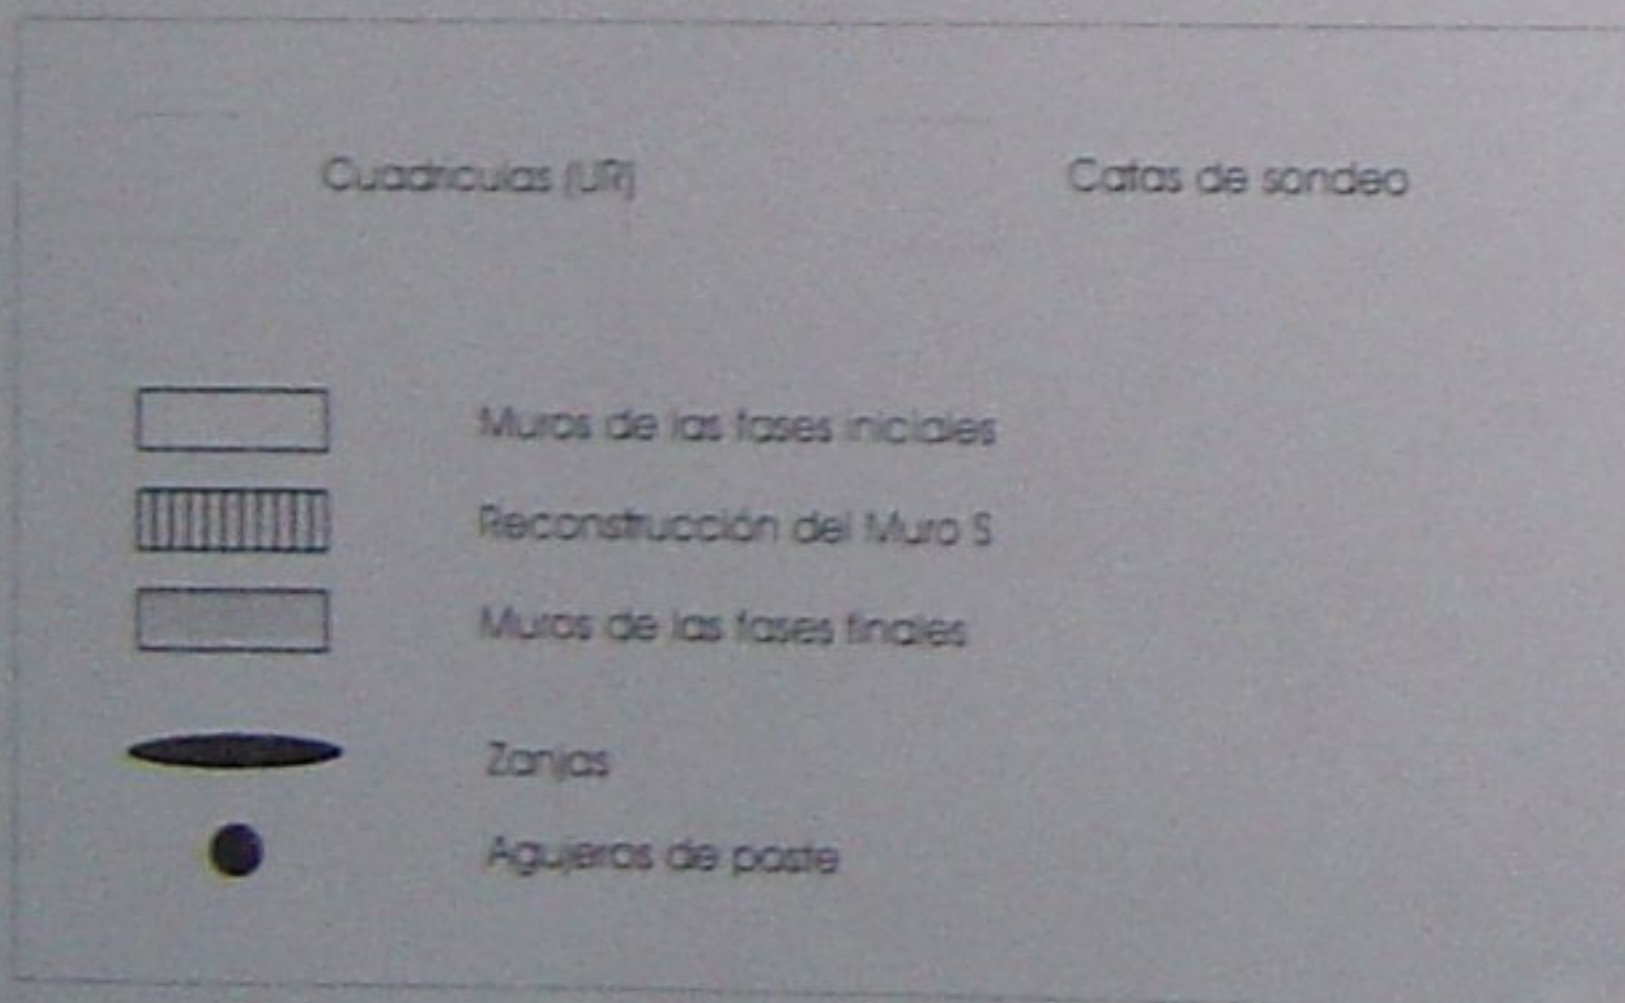 Cuadrículas (UR)
Catas de sondeo
Muros de las fases iniciales
Reconstrucción del Muro S
Muros de las fases finales
Zanjas
Agujeros de poste